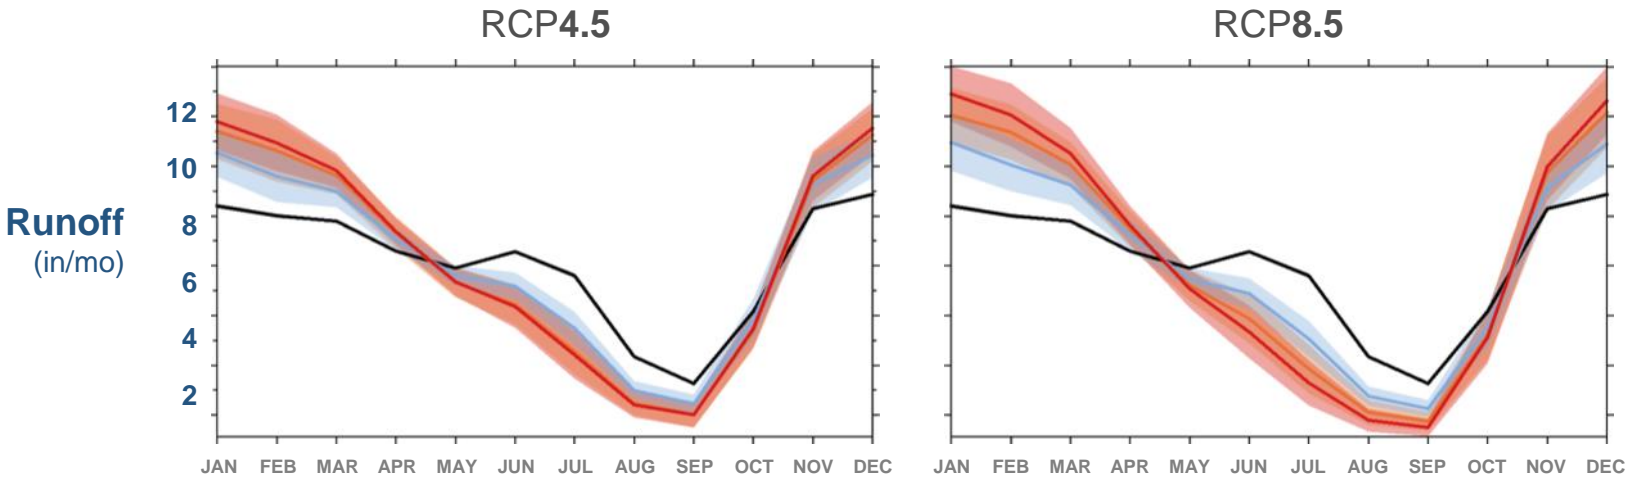 RCP4.5
RCP8.5
Runoff
(in/mo)
12
10
8
6
4
2
JAN FEB MAR APR MAY JUN JUL AUG SEP OCT NOV DEC
JAN FEB MAR APR MAY JUN JUL AUG SEP OCT NOV DEC